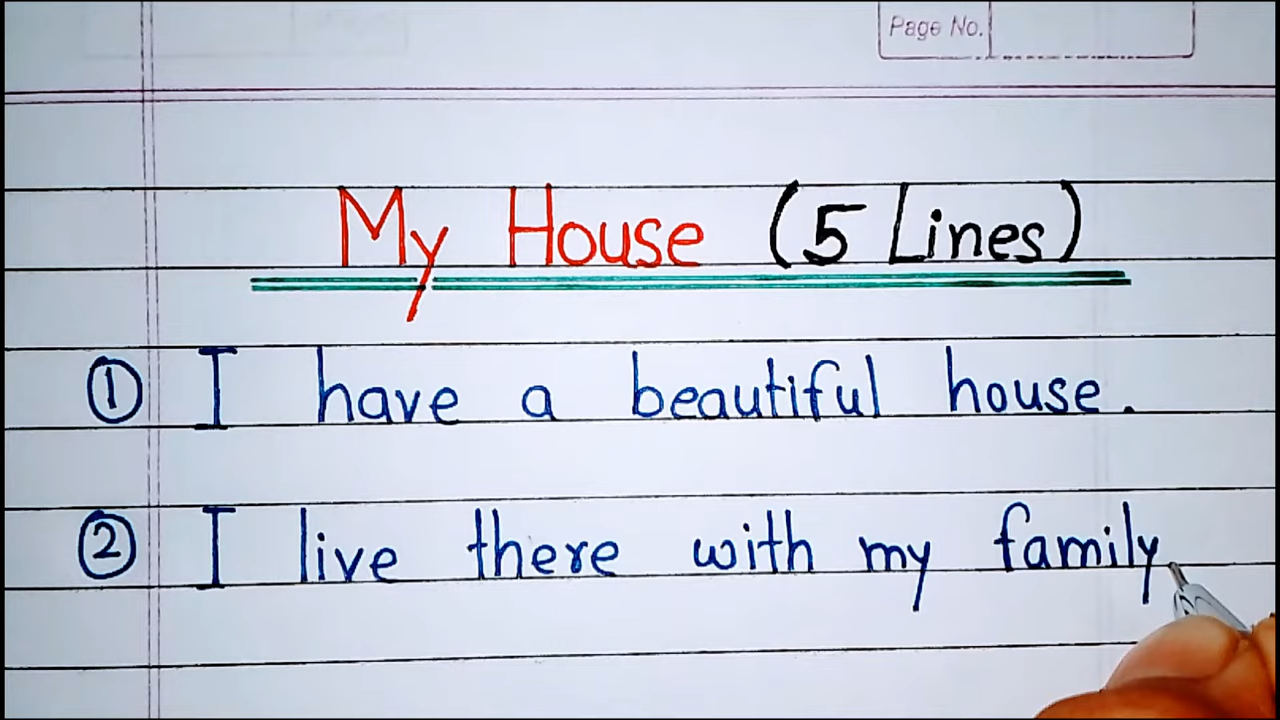 Page No.
My House (5 Lines)
① I have a beautiful house.
② I live there with my family